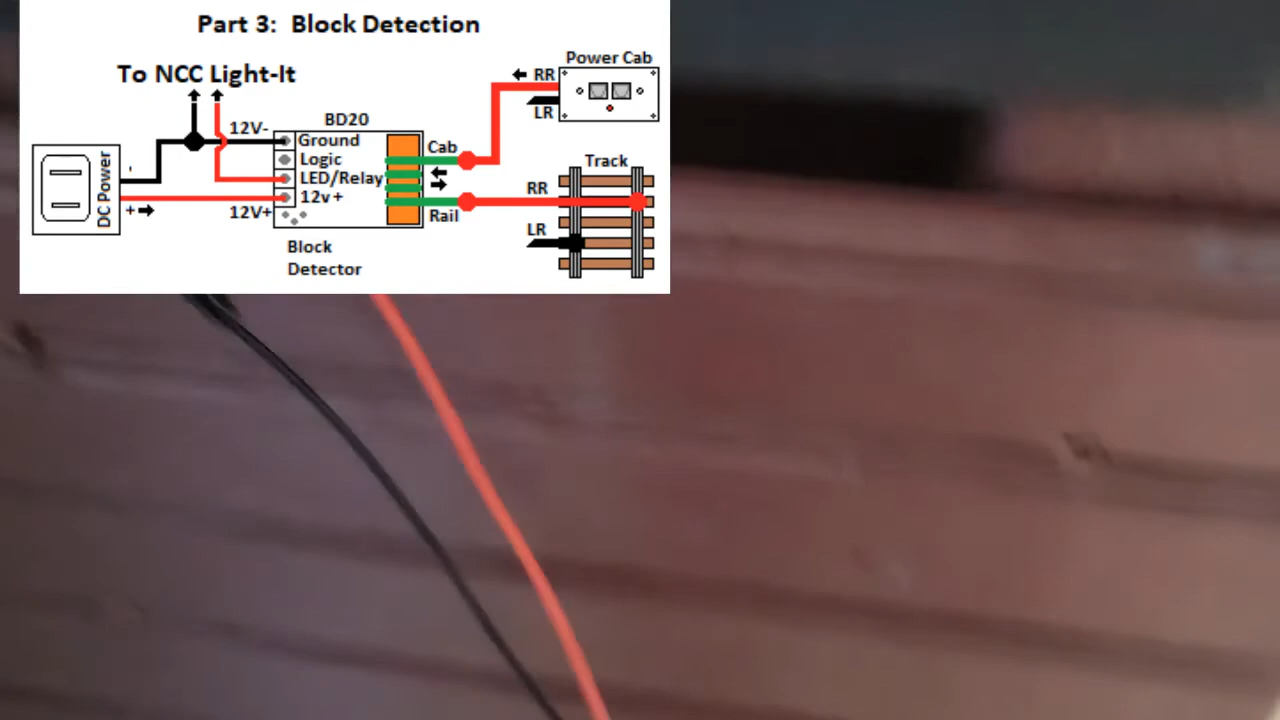 Part 3: Block Detection
To NCC Light-It
Power Cab
RR
LR
BD20
12V-
Ground
Logic
LED/Relay
12v+
12V+
-
+
DC Power
Cab
Rail
Block
Detector
Track
RR
LR